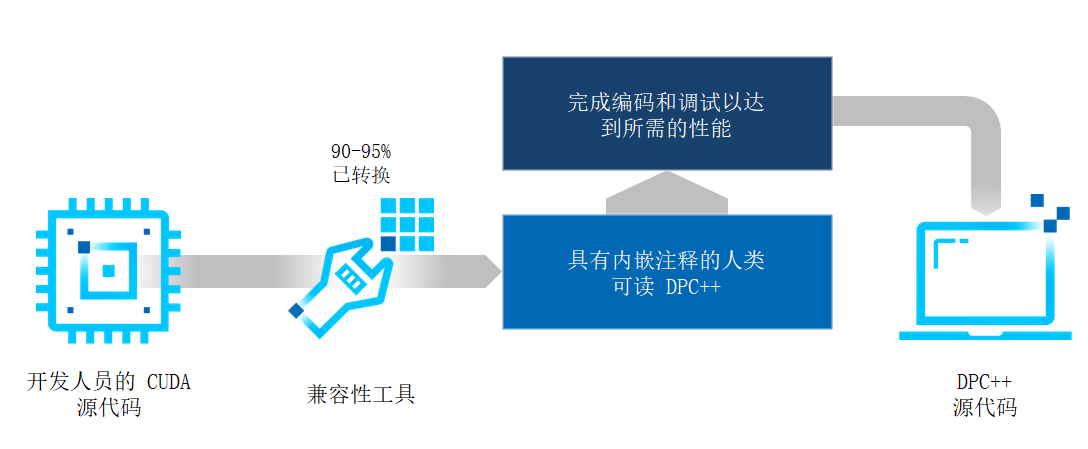 90-95%
已转换
完成编码和调试以达
到所需的性能
具有内嵌注释的人类
可读 DPC++
开发人员的 CUDA
源代码
兼容性工具
DPC++
源代码